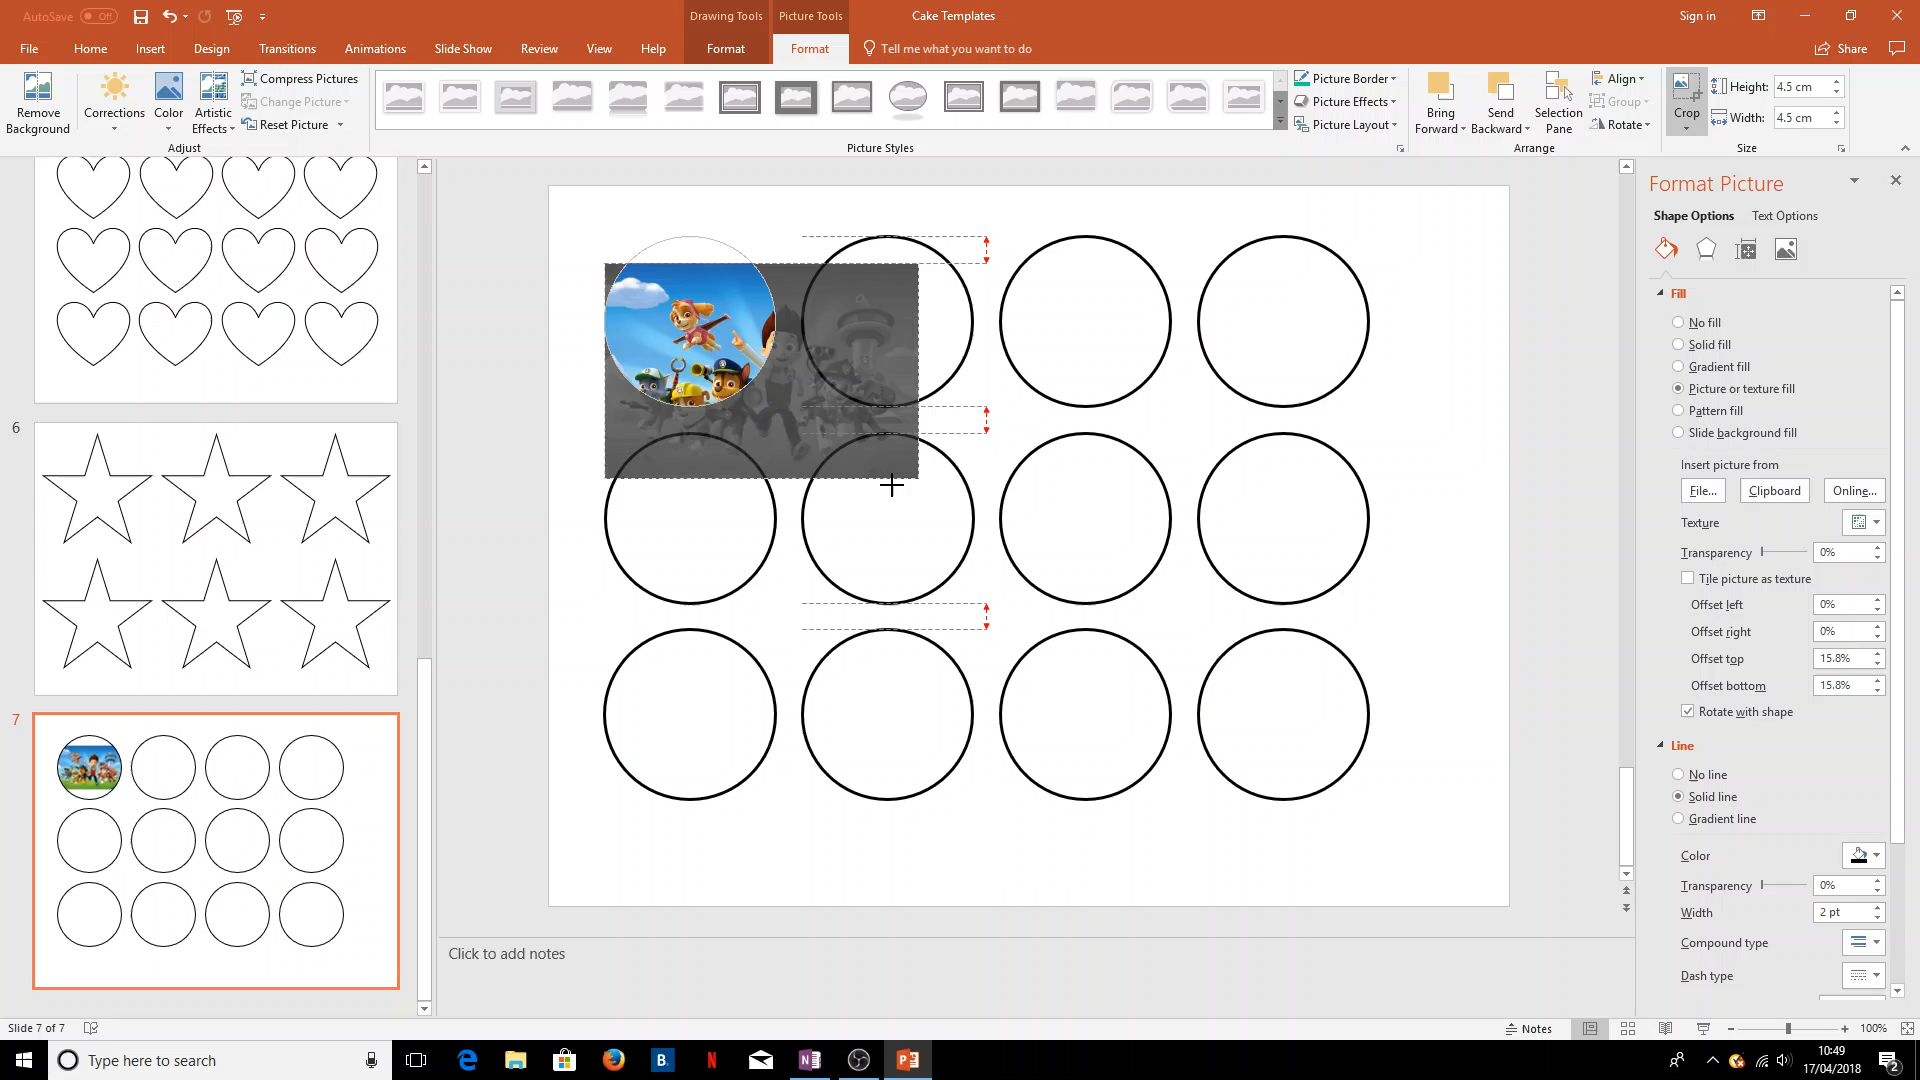 AutoSave Off
Drawing Tools Picture Tools Cake Templates Sign in
File Home Insert Design Transitions Animations Slide Show Review View Help Format Format Tell me what you want to do Share
Remove Background
Corrections
Color
Artistic Effects
Compress Pictures
Change Picture
Reset Picture
Adjust
Picture Styles
Picture Border
Picture Effects
Picture Layout
Bring Forward
Send Backward
Selection Pane
Align
Group
Rotate
Arrange
Crop
Height: 4.5 cm
Width: 4.5 cm
Size
6
7
Format Picture
Shape Options Text Options
Fill
No fill
Solid fill
Gradient fill
Picture or texture fill
Pattern fill
Slide background fill
Insert picture from
File... Clipboard Online...
Texture
Transparency 0%
Tile picture as texture
Offset left 0%
Offset right 0%
Offset top 15.8%
Offset bottom 15.8%
Rotate with shape
Line
No line
Solid line
Gradient line
Color
Transparency 0%
Width 2 pt
Compound type
Dash type
Click to add notes
Slide 7 of 7 Notes 100%
Type here to search
B.
N
N
P
10:49
17/04/2018
2